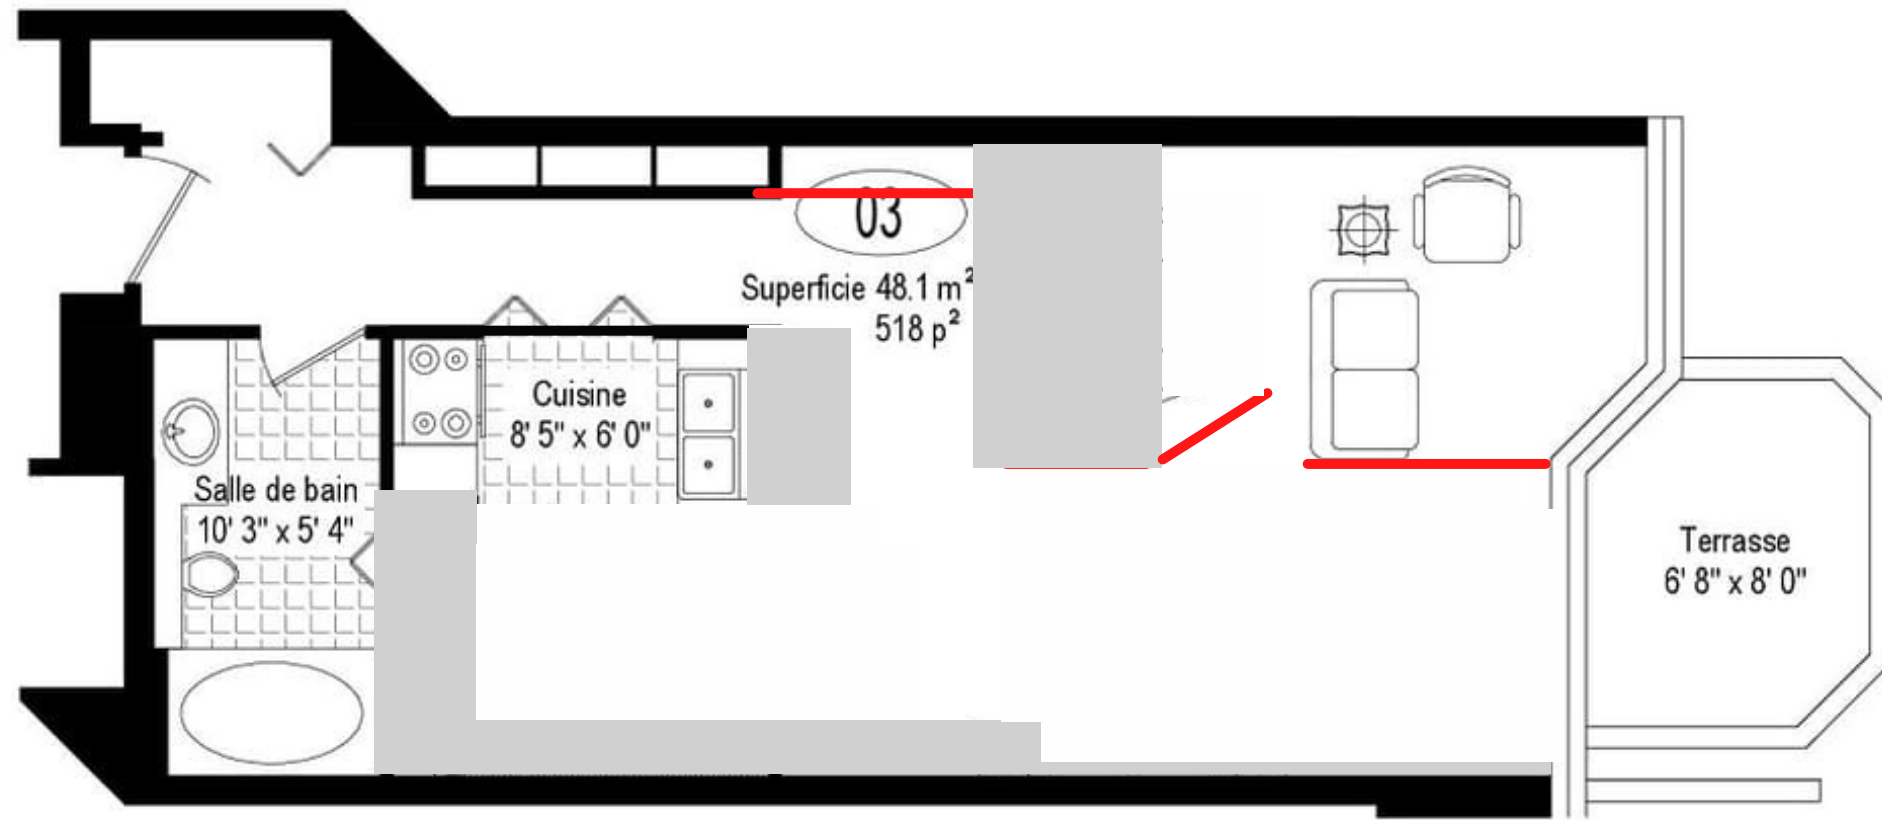 03
Superficie 48.1 m²
518 p²
Cuisine
8' 5" x 6' 0"
Salle de bain
10' 3" x 5' 4"
Terrasse
6' 8" x 8' 0"